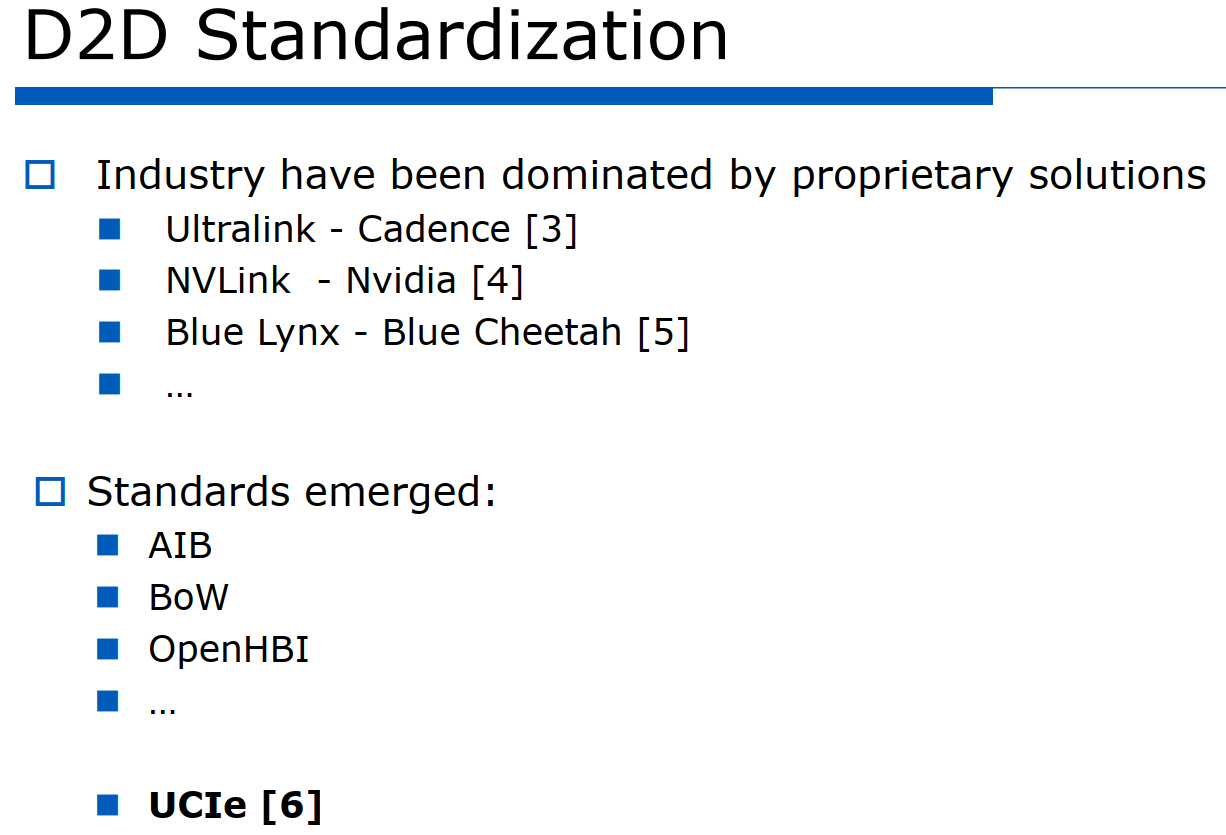 D2D Standardization
Industry have been dominated by proprietary solutions
Ultralink - Cadence [3]
NVLink - Nvidia [4]
Blue Lynx - Blue Cheetah [5]
…
Standards emerged:
AIB
BoW
OpenHBI
…
UCIe [6]